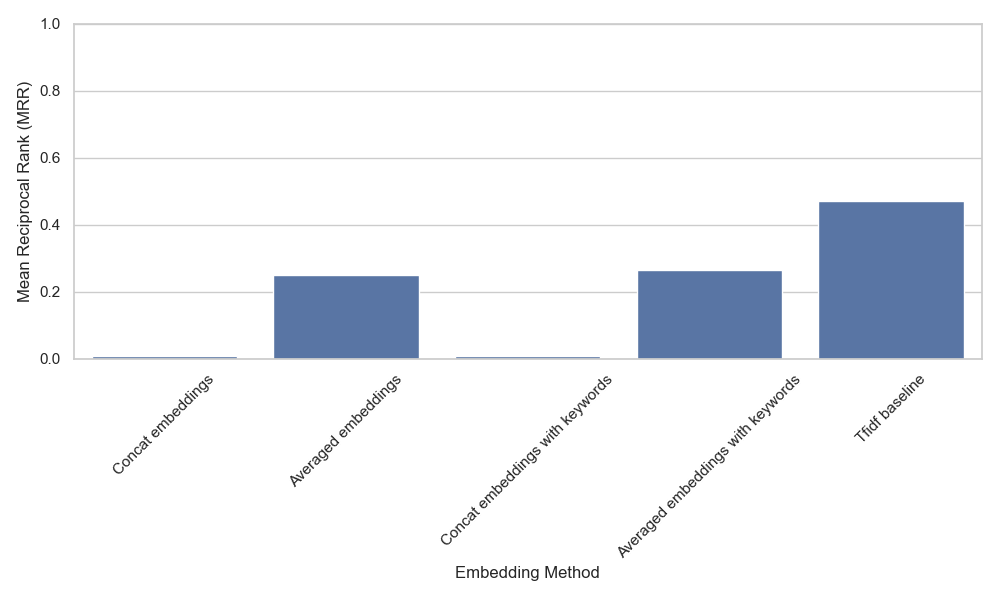 Mean Reciprocal Rank (MRR)
1.0
0.8
0.6
0.4
0.2
0.0
Concat embeddings
Averaged embeddings
Concat embeddings with keywords
Averaged embeddings with keywords
Tfidf baseline
Embedding Method